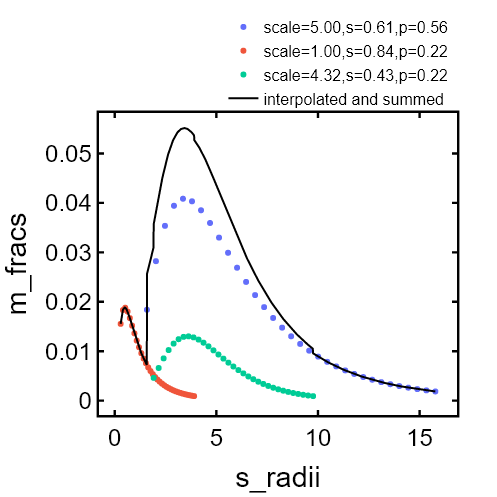 scale=5.00,s=0.61,p=0.56
scale=1.00,s=0.84,p=0.22
scale=4.32,s=0.43,p=0.22
interpolated and summed
m_fracs
0.05
0.04
0.03
0.02
0.01
0
0 5 10 15
s_radii